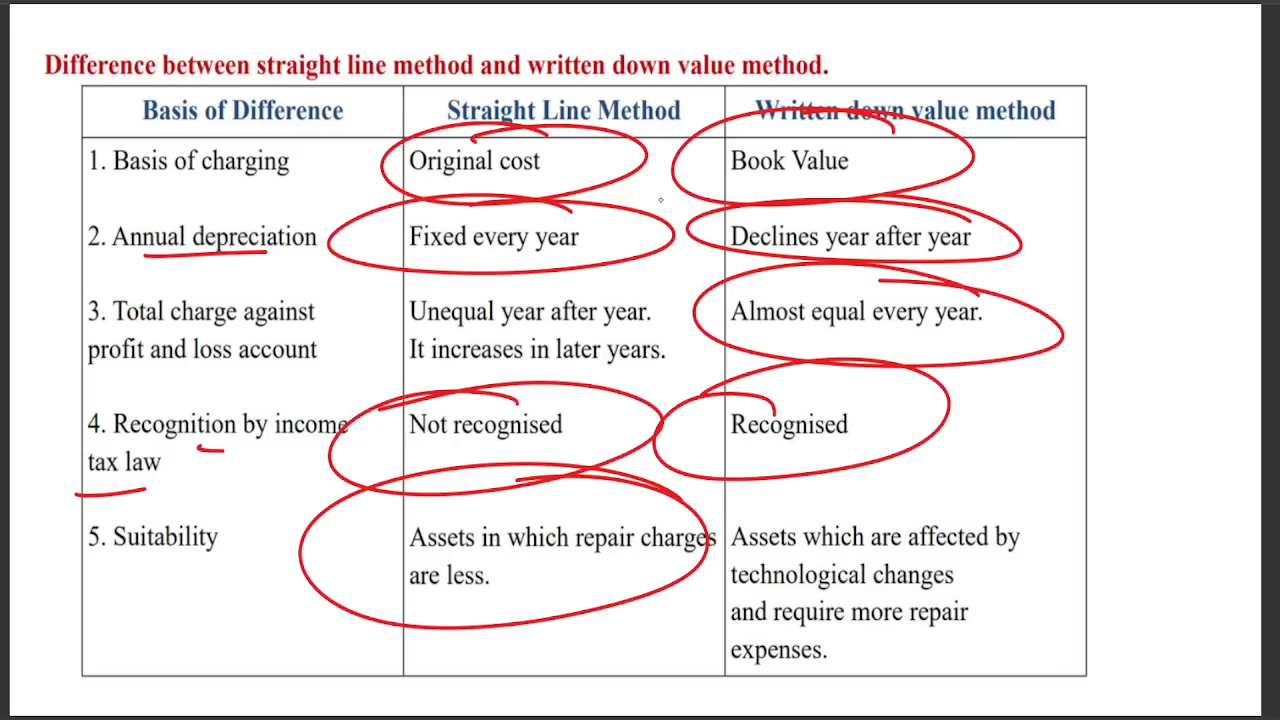 Difference between straight line method and written down value method.
Basis of Difference Straight Line Method Written down value method
1. Basis of charging Original cost Book Value
2. Annual depreciation Fixed every year Declines year after year
3. Total charge against Unequal year after year. Almost equal every year.
profit and loss account It increases in later years.
4. Recognition by income Not recognised Recognised
tax law
5. Suitability Assets in which repair charges Assets which are affected by
are less. technological changes
and require more repair
expenses.